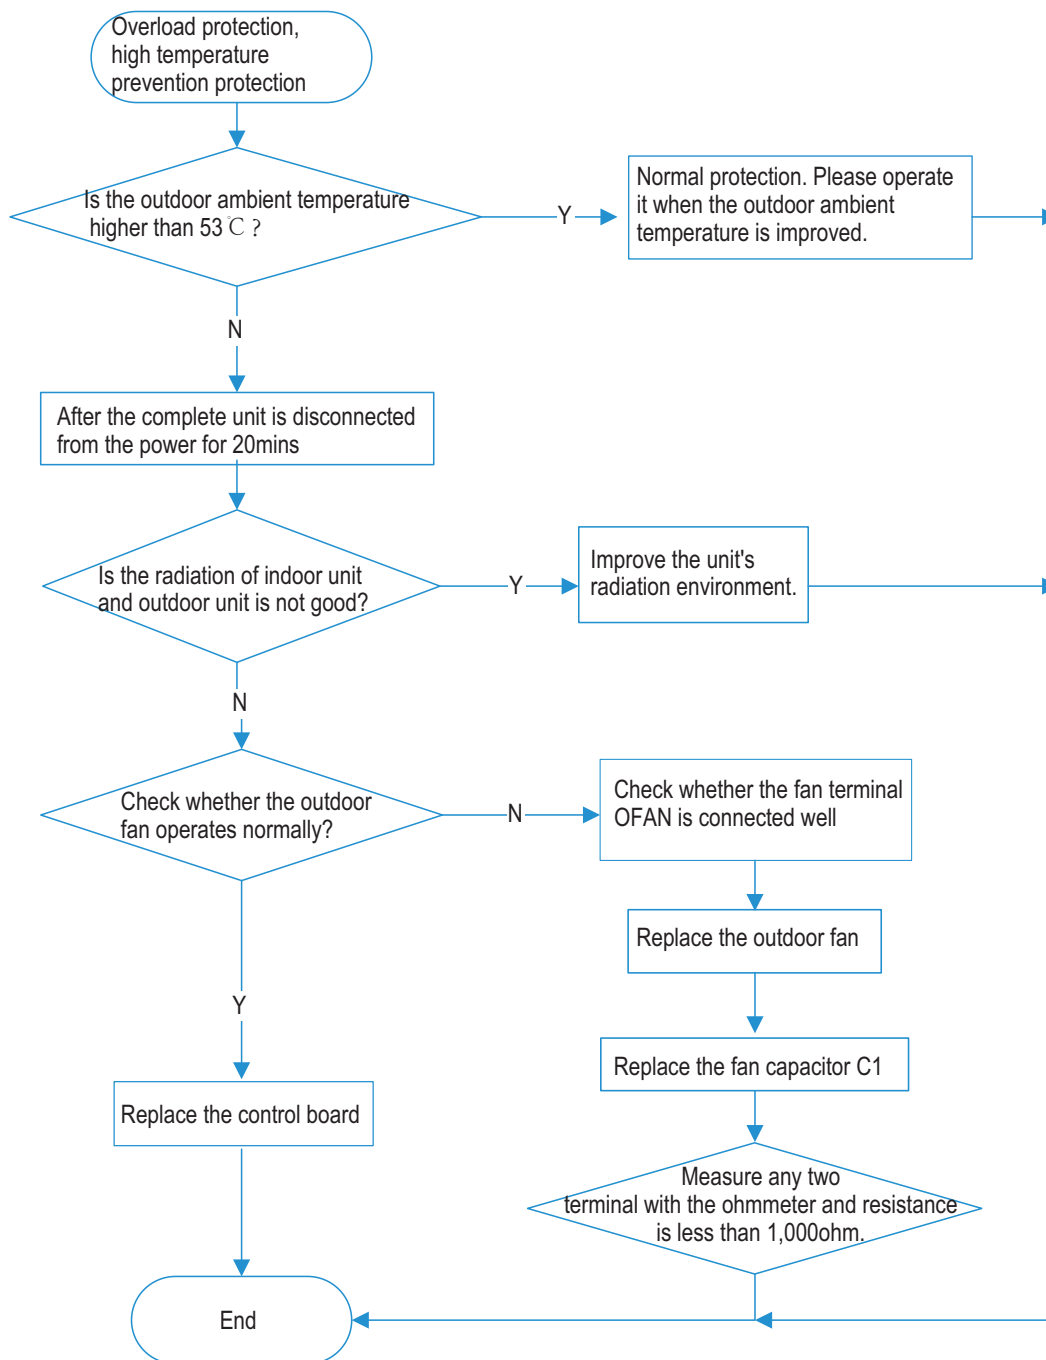 Overload protection,
high temperature
prevention protection
Is the outdoor ambient temperature
higher than 53℃ ?
Y
Normal protection. Please operate
it when the outdoor ambient
temperature is improved.
N
After the complete unit is disconnected
from the power for 20mins
Is the radiation of indoor unit
and outdoor unit is not good?
Y
Improve the unit's
radiation environment.
N
Check whether the outdoor
fan operates normally?
N
Check whether the fan terminal
OFAN is connected well
Replace the outdoor fan
Y
Replace the fan capacitor C1
Replace the control board
Measure any two
terminal with the ohmmeter and resistance
is less than 1,000ohm.
End